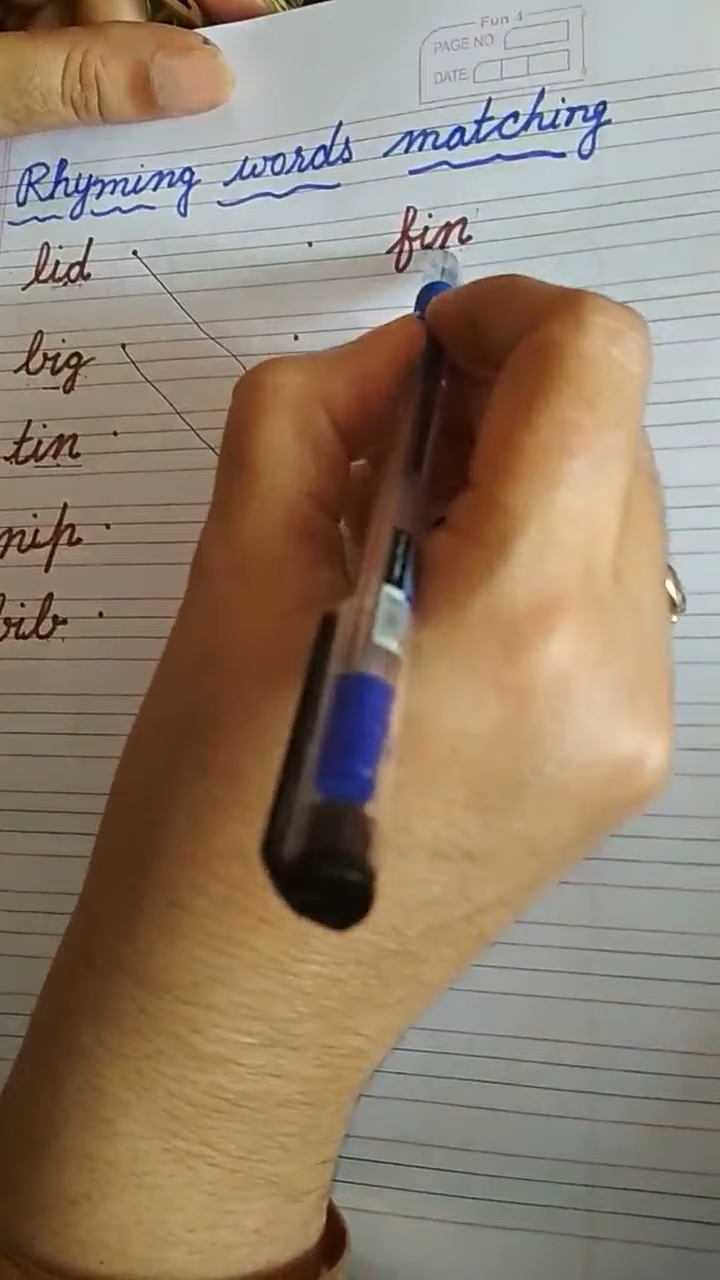 Fun 4
PAGE NO.
DATE
Rhyming words matching
lid fin
big
tin
nip
bib